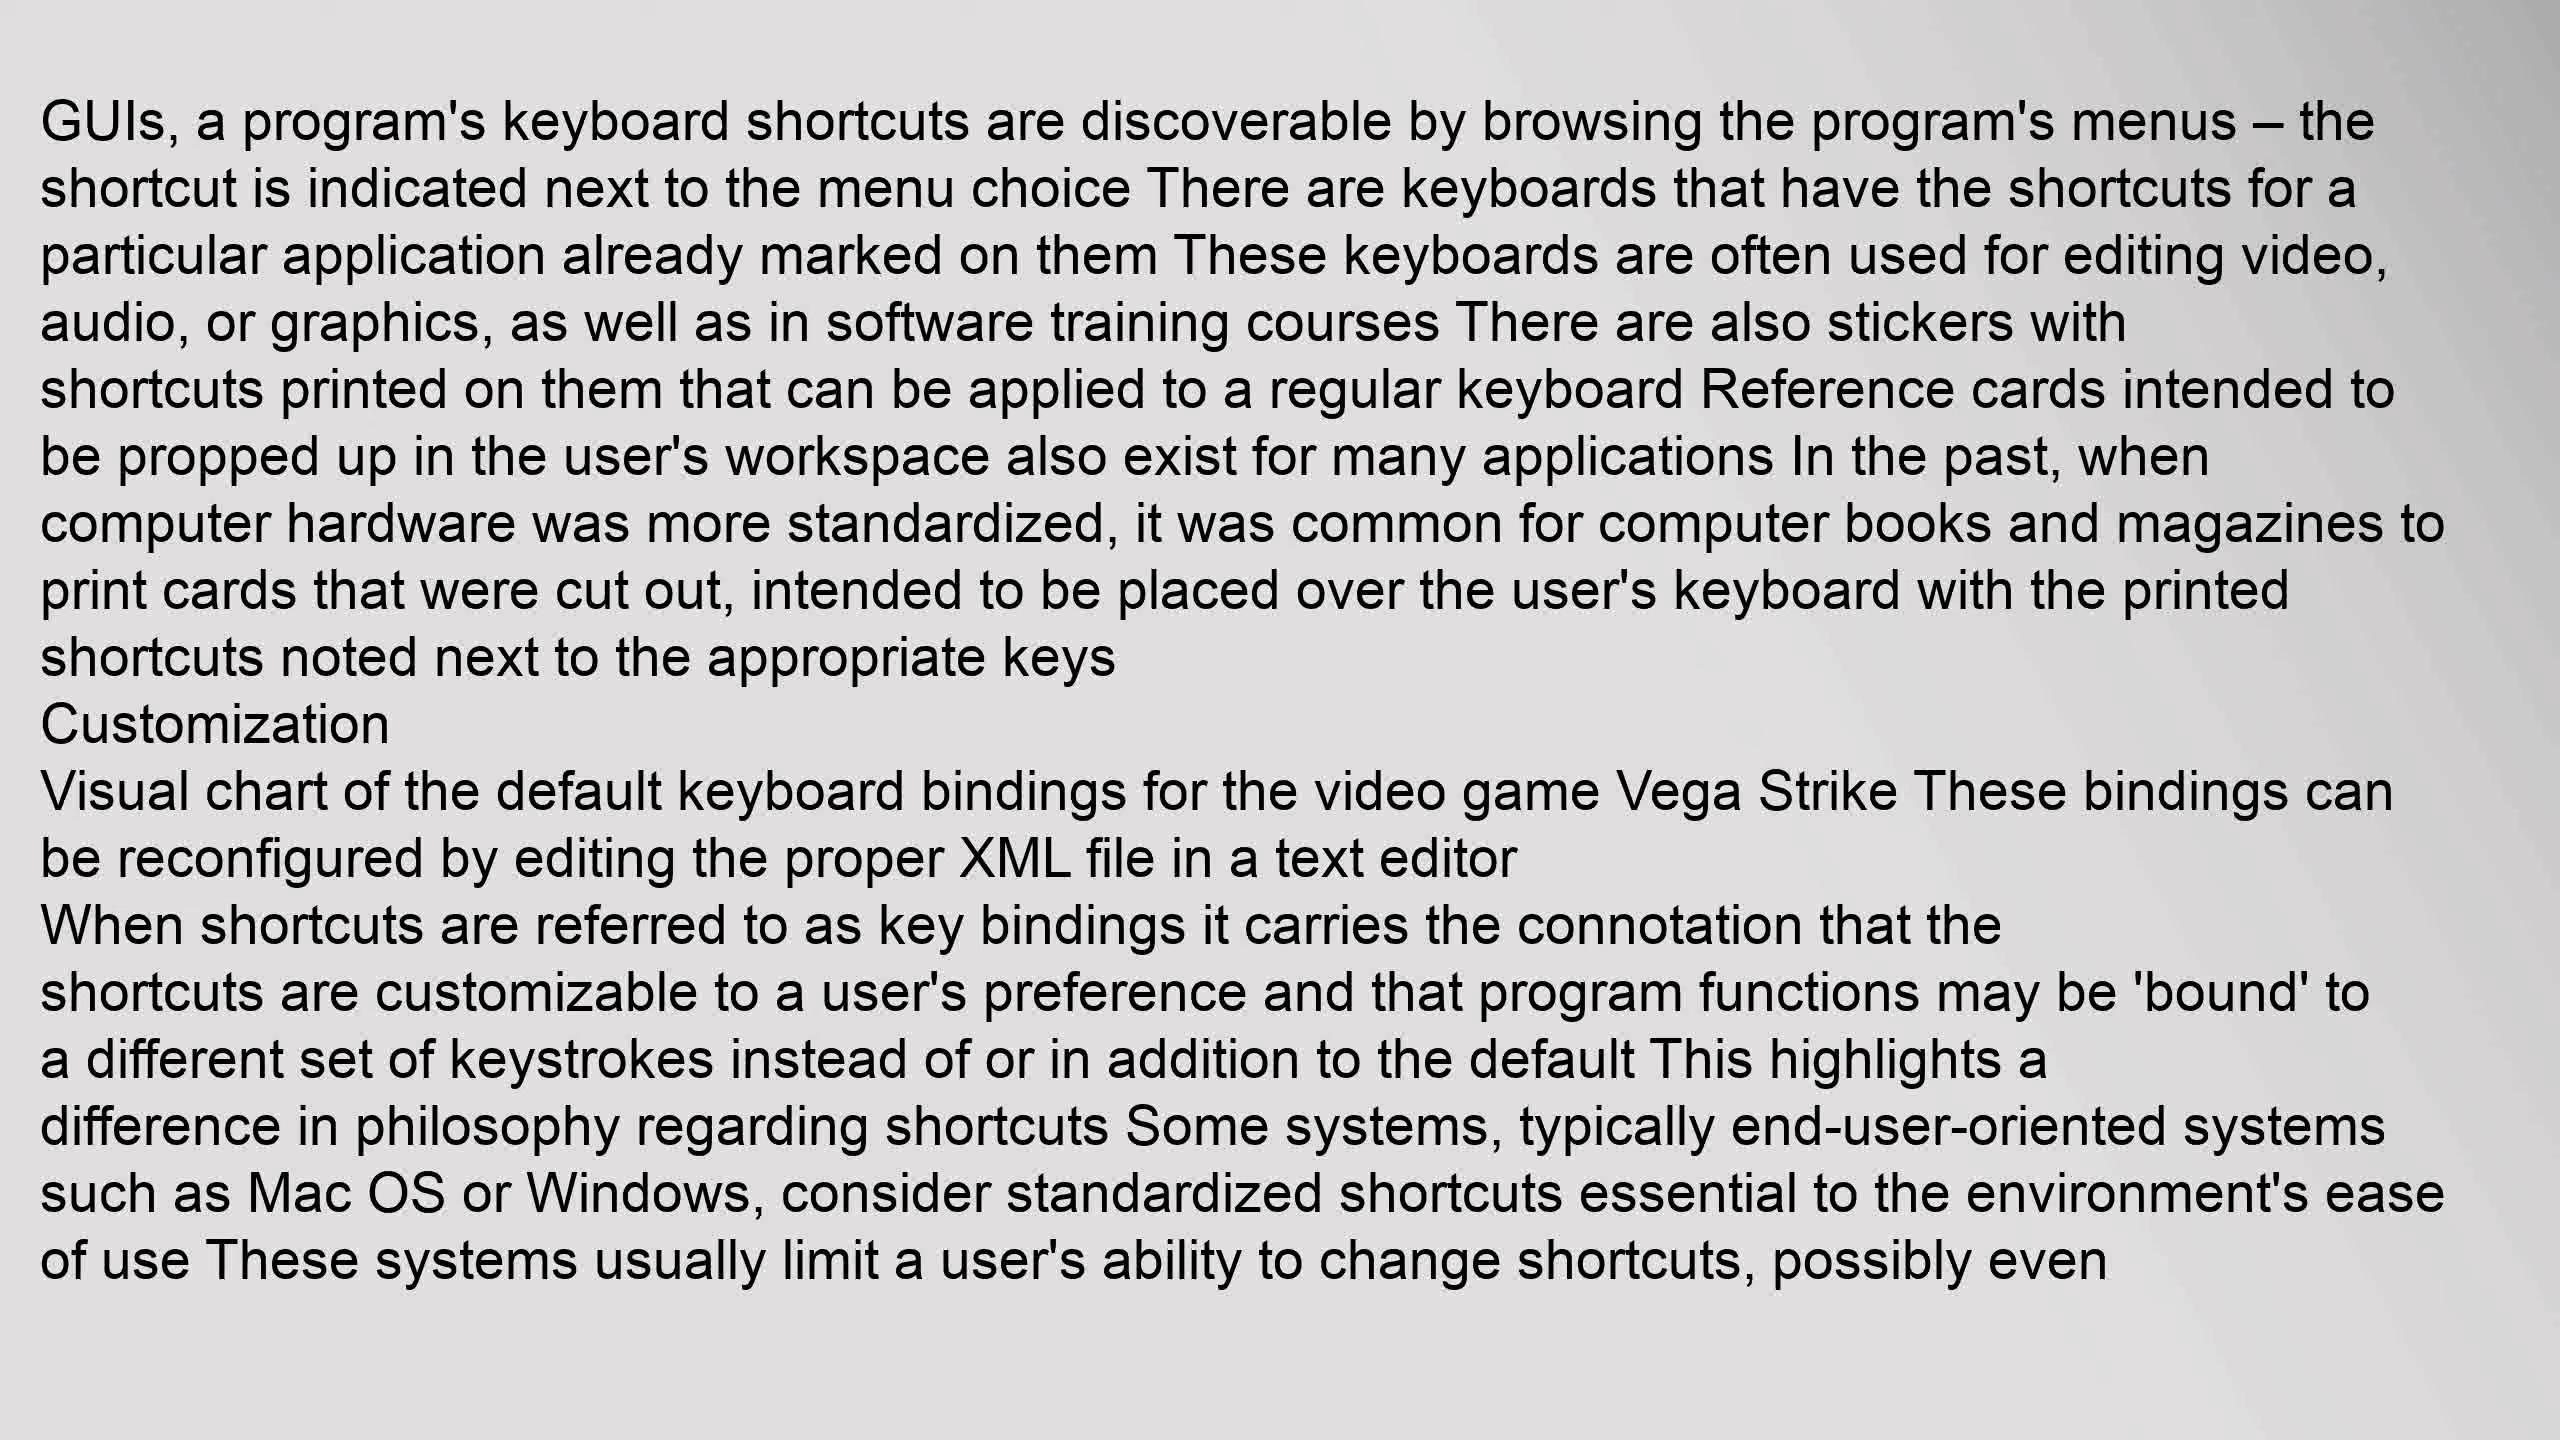 GUIs, a program's keyboard shortcuts are discoverable by browsing the program's menus – the
shortcut is indicated next to the menu choice There are keyboards that have the shortcuts for a
particular application already marked on them These keyboards are often used for editing video,
audio, or graphics, as well as in software training courses There are also stickers with
shortcuts printed on them that can be applied to a regular keyboard Reference cards intended to
be propped up in the user's workspace also exist for many applications In the past, when
computer hardware was more standardized, it was common for computer books and magazines to
print cards that were cut out, intended to be placed over the user's keyboard with the printed
shortcuts noted next to the appropriate keys
Customization
Visual chart of the default keyboard bindings for the video game Vega Strike These bindings can
be reconfigured by editing the proper XML file in a text editor
When shortcuts are referred to as key bindings it carries the connotation that the
shortcuts are customizable to a user's preference and that program functions may be 'bound' to
a different set of keystrokes instead of or in addition to the default This highlights a
difference in philosophy regarding shortcuts Some systems, typically end-user-oriented systems
such as Mac OS or Windows, consider standardized shortcuts essential to the environment's ease
of use These systems usually limit a user's ability to change shortcuts, possibly even